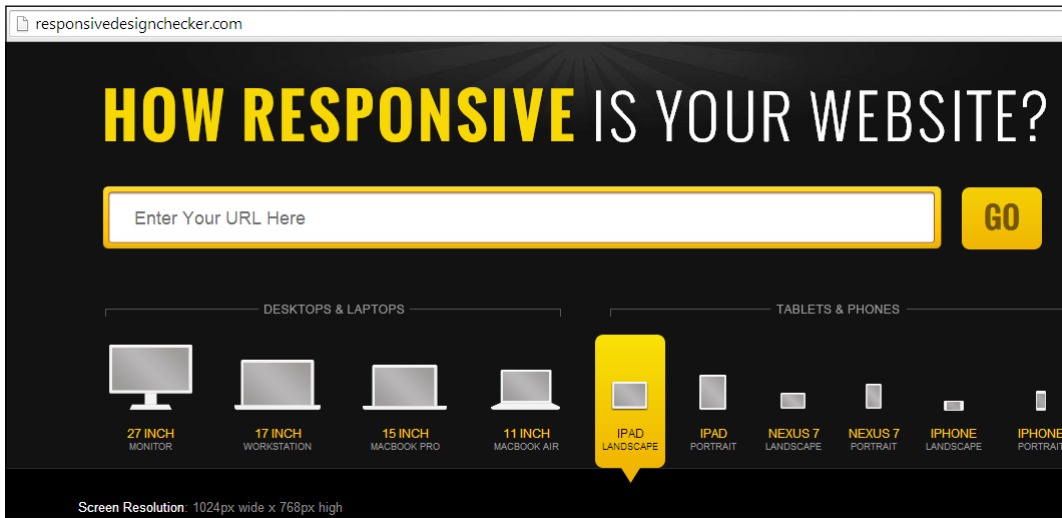 responsivedesignchecker.com
HOW RESPONSIVE IS YOUR WEBSITE?
Enter Your URL Here
GO
DESKTOPS & LAPTOPS
TABLETS & PHONES
27 INCH
MONITOR
17 INCH
WORKSTATION
15 INCH
MACBOOK PRO
11 INCH
MACBOOK AIR
IPAD
LANDSCAPE
IPAD
PORTRAIT
NEXUS 7
LANDSCAPE
NEXUS 7
PORTRAIT
IPHONE
LANDSCAPE
IPHONE
PORTRAIT
Screen Resolution: 1024px wide x 768px high